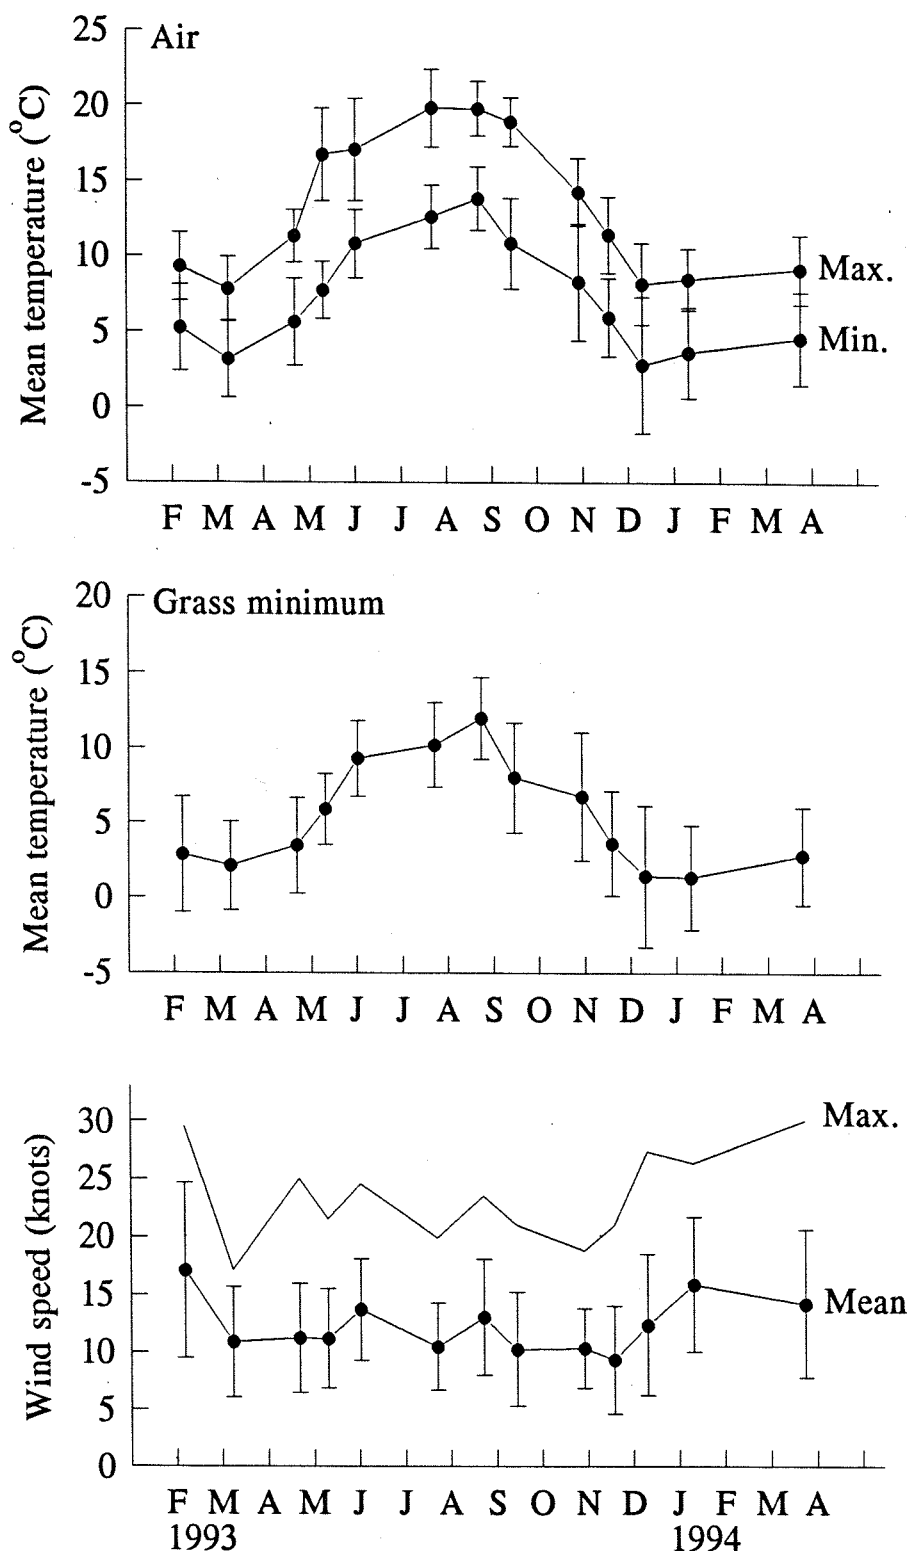 Air
Mean temperature (°C)
25
20
15
10
5
0
-5
Max.
Min.
F M A M J J A S O N D J F M A
Grass minimum
Mean temperature (°C)
20
15
10
5
0
-5
F M A M J J A S O N D J F M A
Wind speed (knots)
30
25
20
15
10
5
0
Max.
Mean
F M A M J J A S O N D J F M A
1993 1994